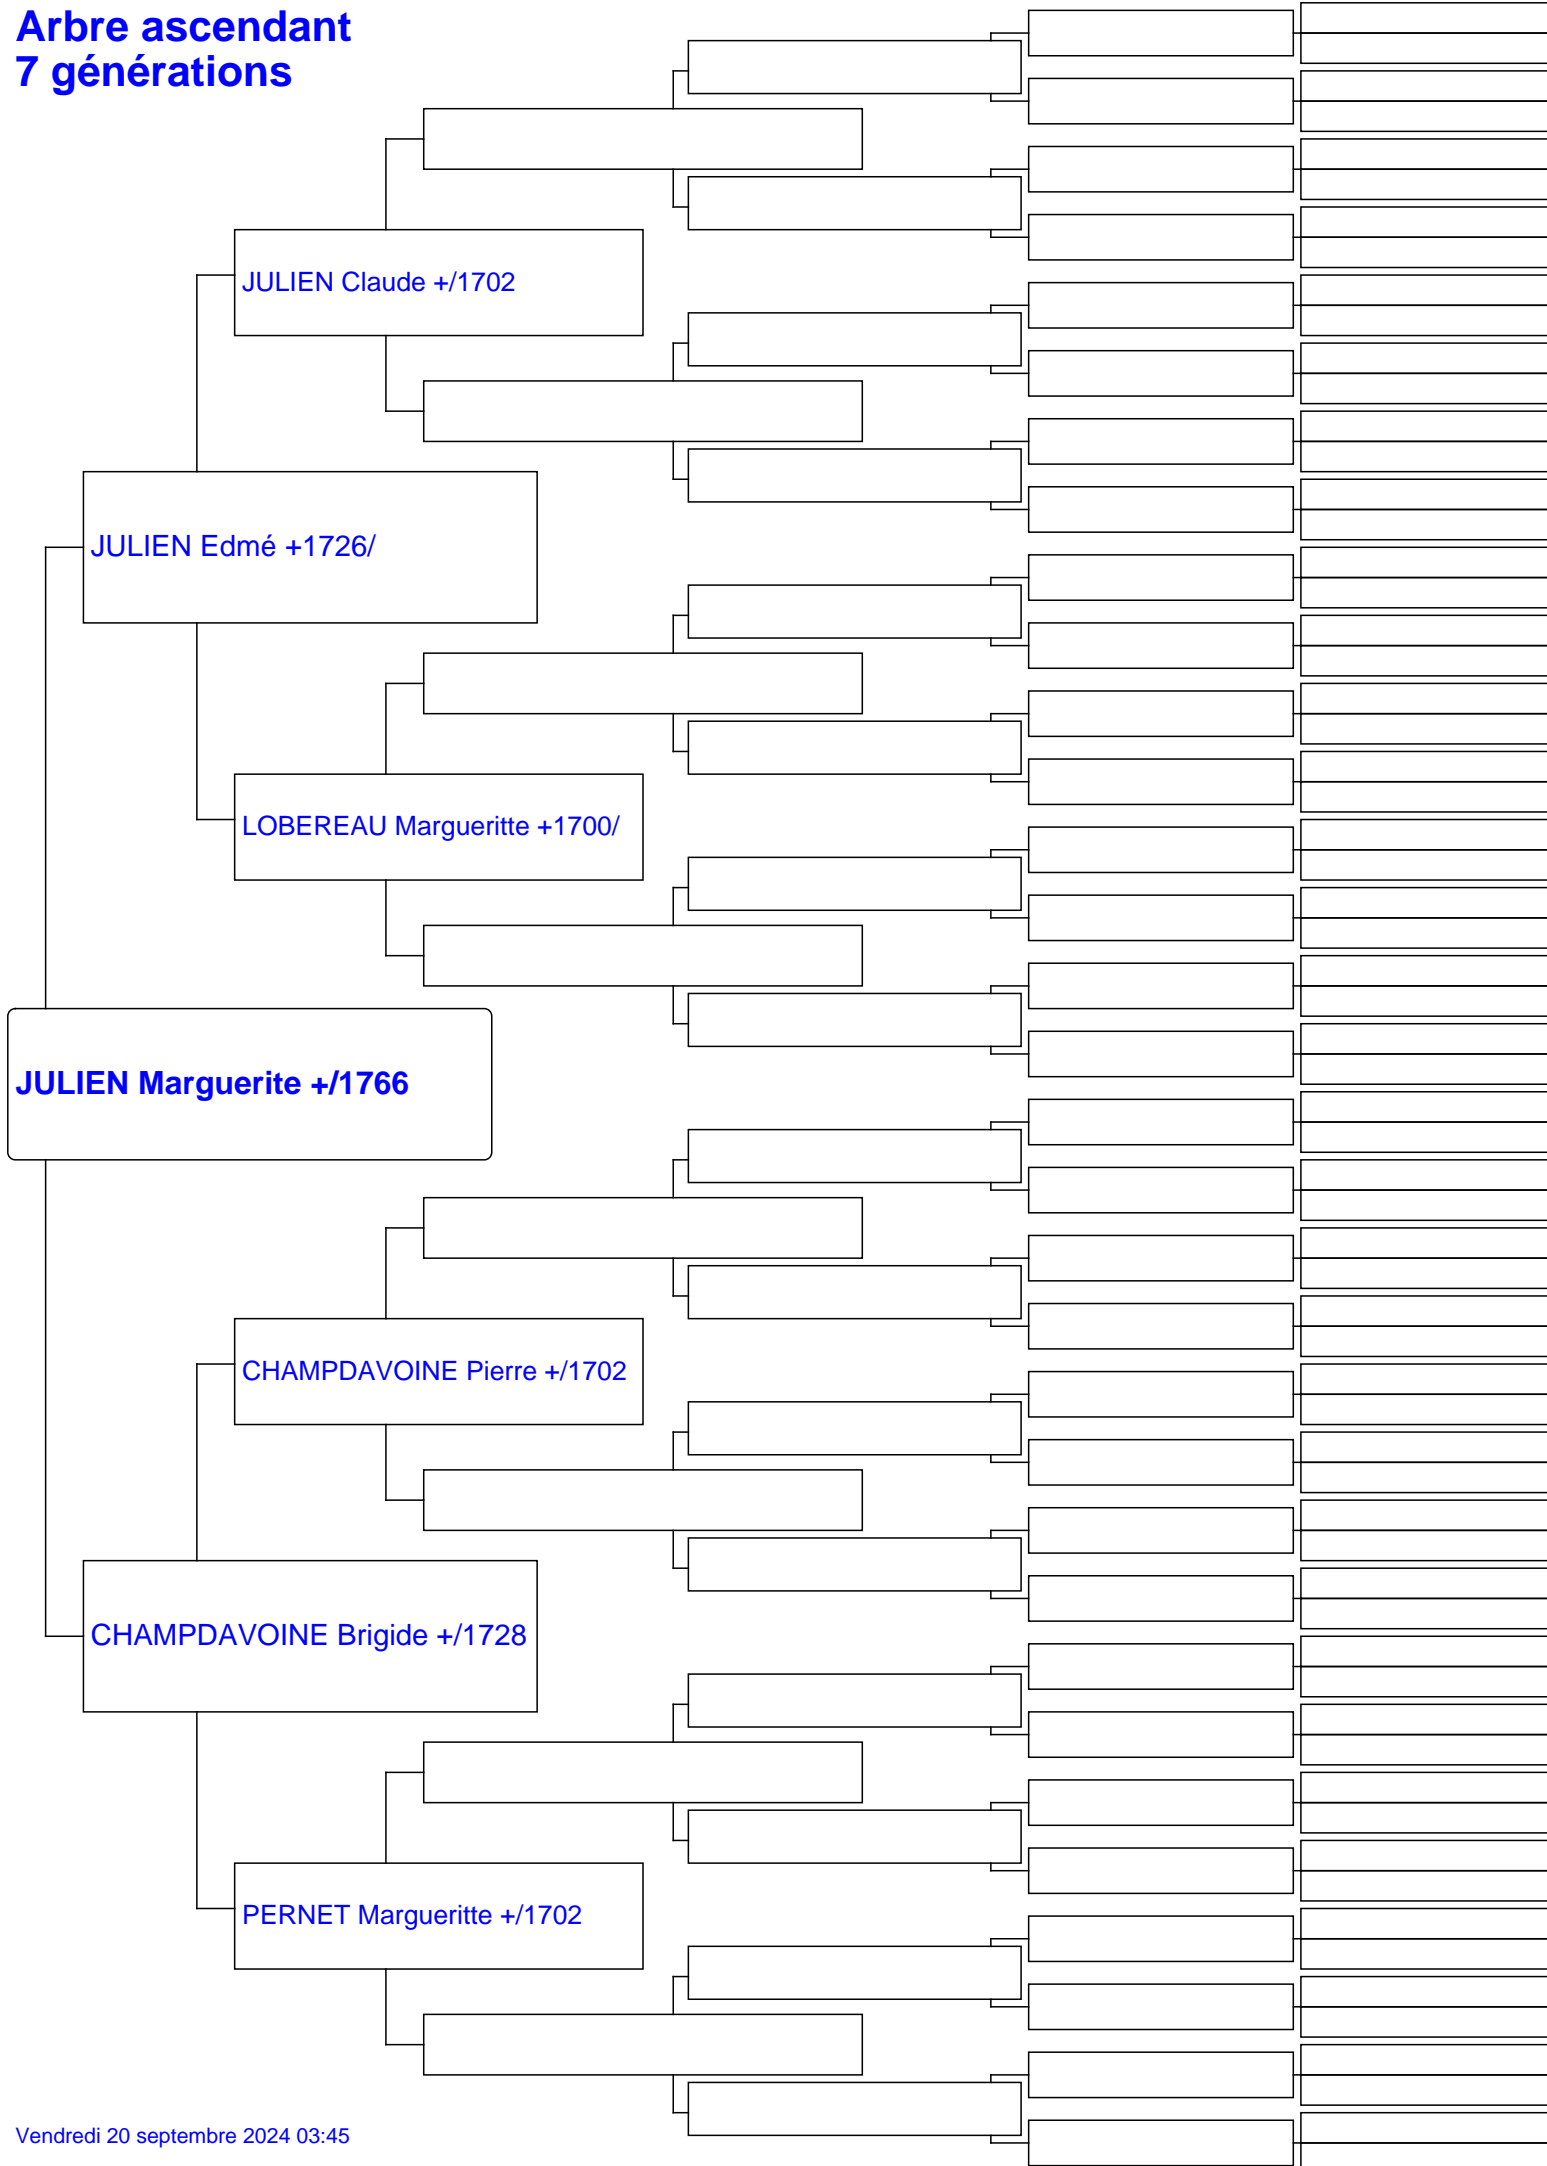 Arbre ascendant
7 générations
JULIEN Claude +/1702
JULIEN Edmé +1726/
LOBEREAU Margueritte +1700/
JULIEN Marguerite +/1766
CHAMPDAVOINE Pierre +/1702
CHAMPDAVOINE Brigide +/1728
PERNET Margueritte +/1702
Vendredi 20 septembre 2024 03:45